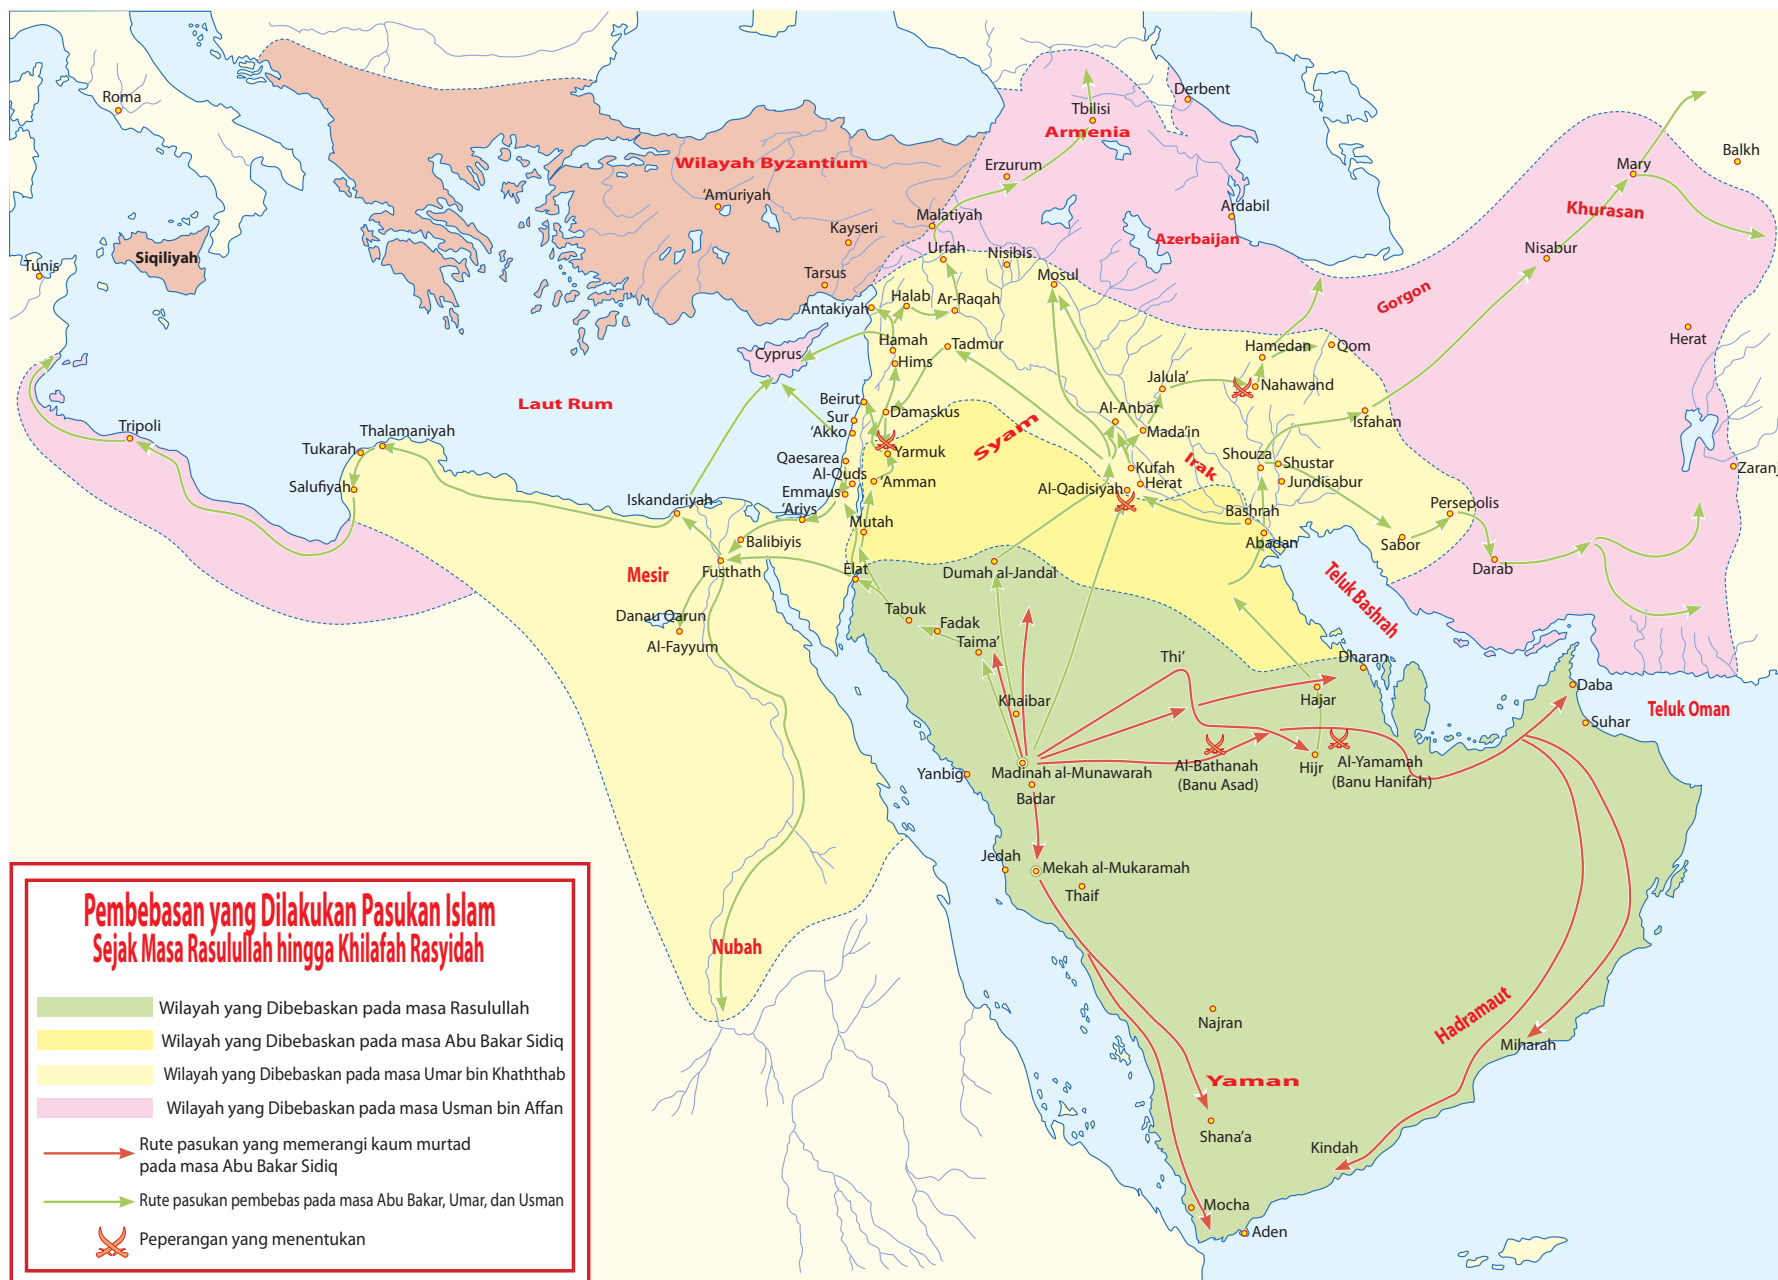 Roma
Derbent
Tbilisi
Armenia
Balkh
Wilayah Byzantium
Erzurum
Mary
'Amuriyah
Malatiyah
Ardabil
Khurasan
Kayseri
Azerbaijan
Siqiliyah
Urfah
Nisibis
Nisabur
Tunis
Tarsus
Mosul
Halab
Ar-Raqah
Gorgon
Antakiyah
Herat
Hamah
Tadmur
Hamedan
Qom
Cyprus
Hims
Jalula'
Nahawand
Laut Rum
Beirut
Damaskus
Al-Anbar
Sur
Syam
Isfahan
Tripoli
Thalamaniyah
'Akko
Mada'in
Tukarah
Yarmuk
Shouza
Qaesarea
Irak
Shustar
Zaranj
Al-Quds
'Amman
Kufah
Salufiyah
Emmaus
Al-Qadisiyah
Herat
Jundisabur
Iskandariyah
'Ariys
Persepolis
Mutah
Bashrah
Balibiyis
Abadan
Sabor
Mesir
Fusthath
Elat
Dumah al-Jandal
Darab
Teluk Bashrah
Danau Qarun
Tabuk
Fadak
Al-Fayyum
Taima'
Thi'
Dharan
Khaibar
Hajar
Daba
Teluk Oman
Suhar
Yanbig
Madinah al-Munawarah
Al-Bathanah
(Banu Asad)
Hijr
Al-Yamamah
(Banu Hanifah)
Badar
Jedah
Mekah al-Mukaramah
Thaif
Nubah
Najran
Hadramaut
Miharah
Yaman
Shana'a
Kindah
Mocha
Aden
Pembebasan yang Dilakukan Pasukan Islam
Sejak Masa Rasulullah hingga Khilafah Rasyidah
Wilayah yang Dibebaskan pada masa Rasulullah
Wilayah yang Dibebaskan pada masa Abu Bakar Sidiq
Wilayah yang Dibebaskan pada masa Umar bin Khaththab
Wilayah yang Dibebaskan pada masa Usman bin Affan
Rute pasukan yang memerangi kaum murtad
pada masa Abu Bakar Sidiq
Rute pasukan pembebas pada masa Abu Bakar, Umar, dan Usman
Peperangan yang menentukan